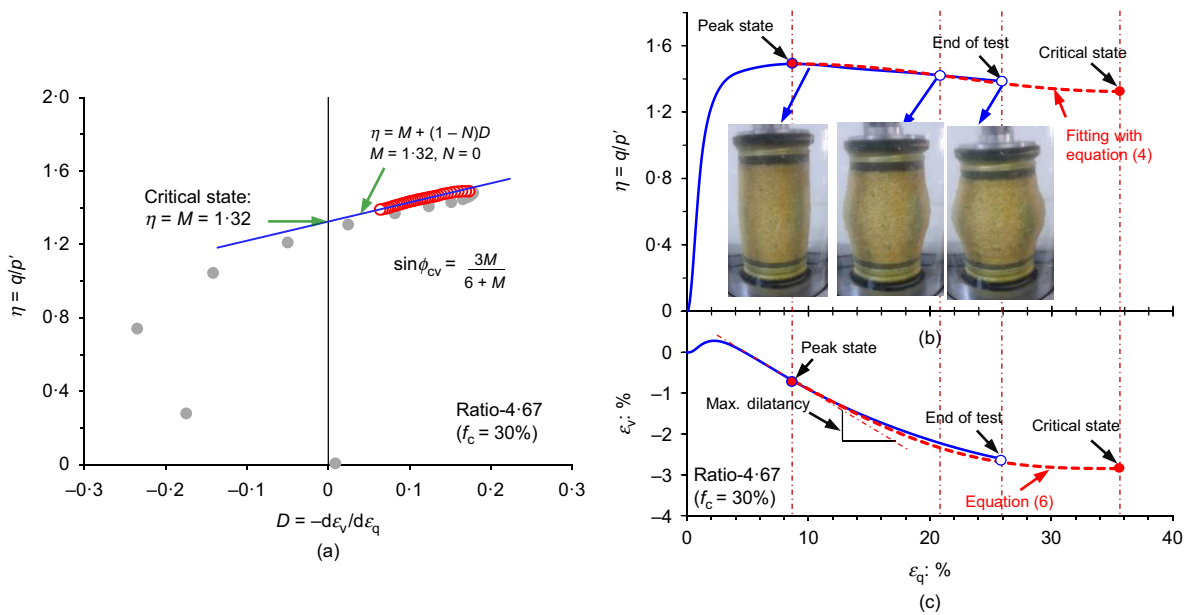 2·0
1·6
1·2
0·8
0·4
0
η = q/p′
–0·3
–0·2
–0·1
0
0·1
0·2
0·3
D = –dεv/dεq
(a)
η = M + (1 – N)D
M = 1·32, N = 0
Critical state:
η = M = 1·32
sinϕcv = 3M
6 + M
Ratio-4·67
(fc = 30%)
1·6
1·2
0·8
0·4
0
η = q/p′
Peak state
End of test
Critical state
Fitting with
equation (4)
(b)
0
–1
–2
–3
–4
εv: %
Peak state
Max. dilatancy
End of test
Critical state
Ratio-4·67
(fc = 30%)
Equation (6)
0
10
20
30
40
εq: %
(c)